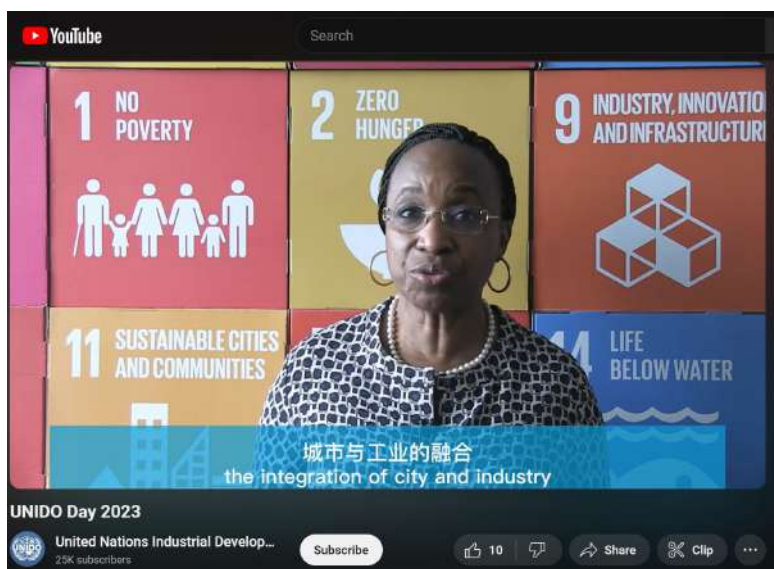 YouTube
Search
1 NO
POVERTY
2 ZERO
HUNGER
9 INDUSTRY, INNOVATIO
AND INFRASTRUCTUR
11 SUSTAINABLE CITIES
AND COMMUNITIES
14 LIFE
BELOW WATER
城市与工业的融合
the integration of city and industry
UNIDO Day 2023
UNIDO
United Nations Industrial Develop...
25K subscribers
Subscribe
10
Share
Clip
...